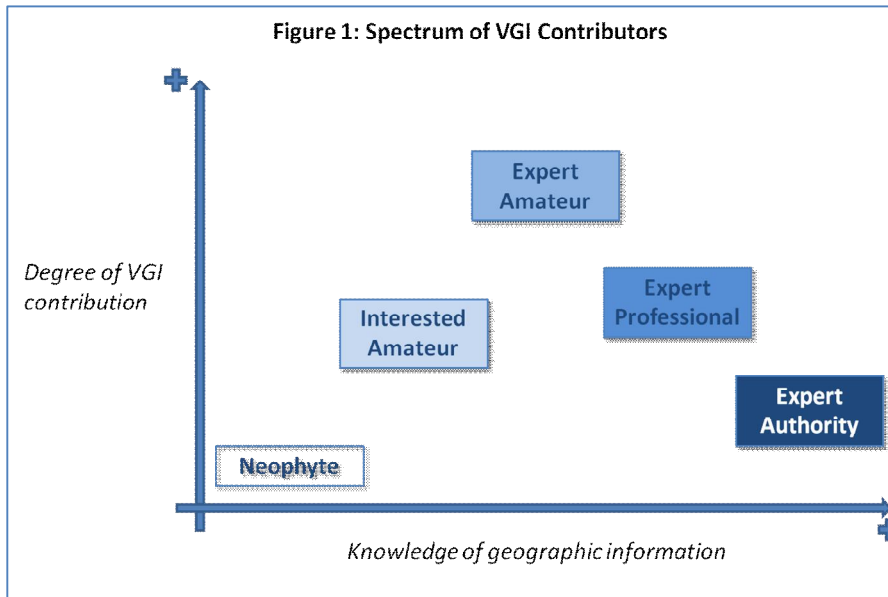 Figure 1: Spectrum of VGI Contributors
Expert
Amateur
Degree of VGI
contribution
Expert
Professional
Interested
Amateur
Expert
Authority
Neophyte
Knowledge of geographic information